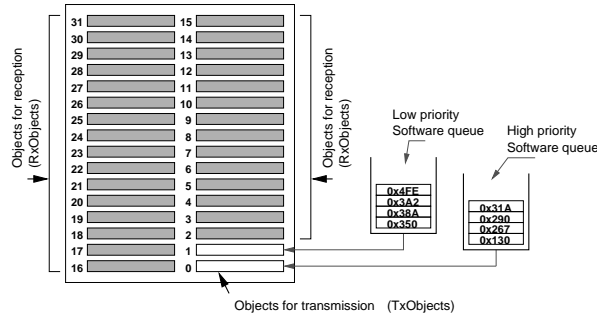 31 15
30 14
29 13
28 12
27 11
26 10
25 9
24 8
23 7
22 6
21 5
20 4
19 3
18 2
17 1
16 0
Objects for reception
(RxObjects)
Objects for reception
(RxObjects)
Low priority
Software queue
High priority
Software queue
0x4FE
0x3A2
0x38A
0x350
0x31A
0x290
0x267
0x130
Objects for transmission (TxObjects)